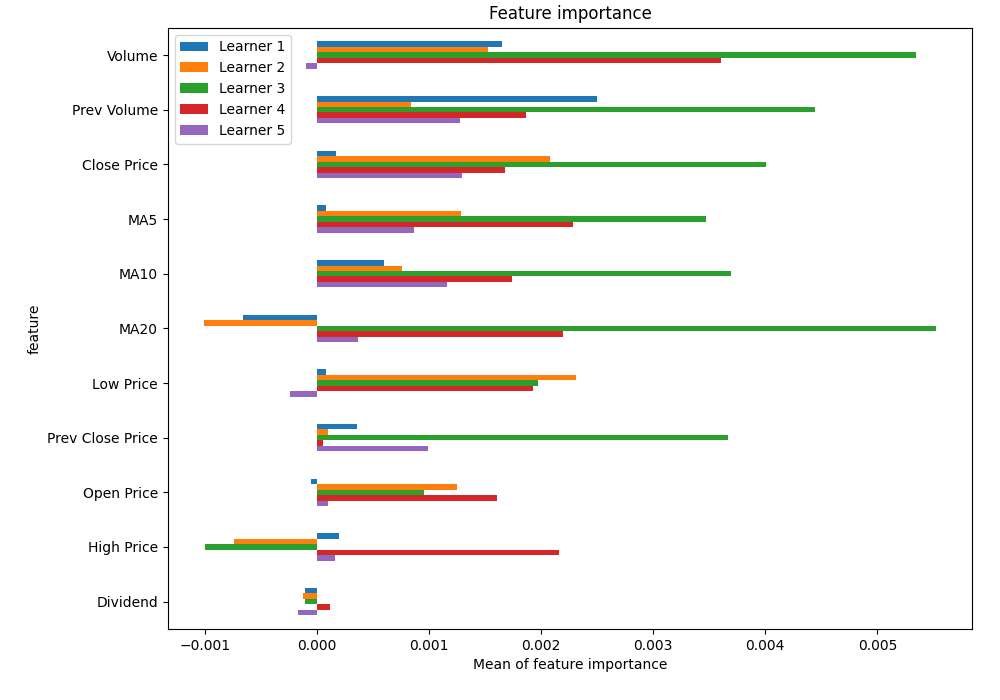 Feature importance
Learner 1
Learner 2
Learner 3
Learner 4
Learner 5
feature
Volume
Prev Volume
Close Price
MA5
MA10
MA20
Low Price
Prev Close Price
Open Price
High Price
Dividend
−0.001 0.000 0.001 0.002 0.003 0.004 0.005
Mean of feature importance